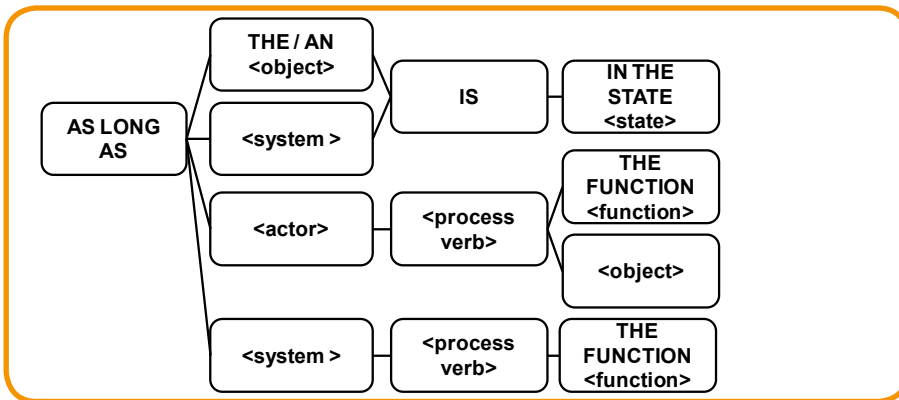 AS LONG
AS
THE / AN
<object>
<system >
IS
IN THE
STATE
<state>
<actor>
<process
verb>
THE
FUNCTION
<function>
<object>
<system >
<process
verb>
THE
FUNCTION
<function>